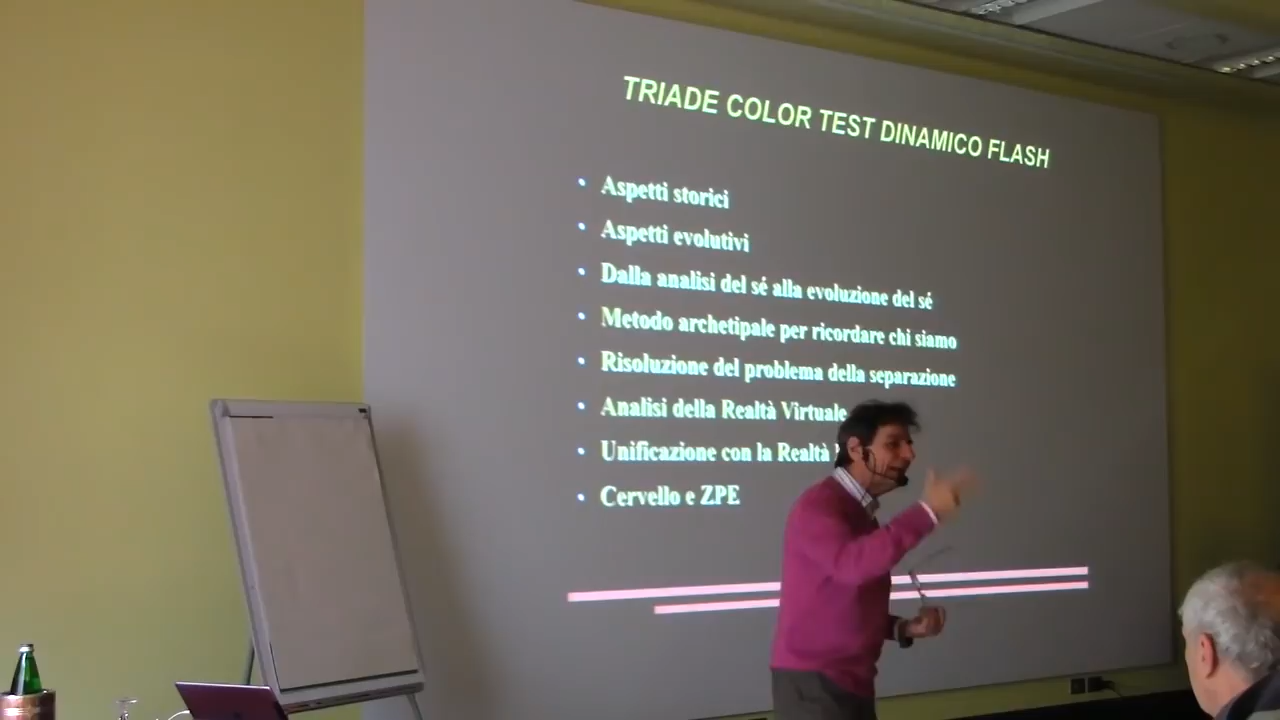 TRIADE COLOR TEST DINAMICO FLASH
• Aspetti storici
• Aspetti evolutivi
• Dalla analisi del sé alla evoluzione del sé
• Metodo archetipale per ricordare chi siamo
• Risoluzione del problema della separazione
• Analisi della Realtà Virtuale
• Unificazione con la Realtà
• Cervello e ZPE